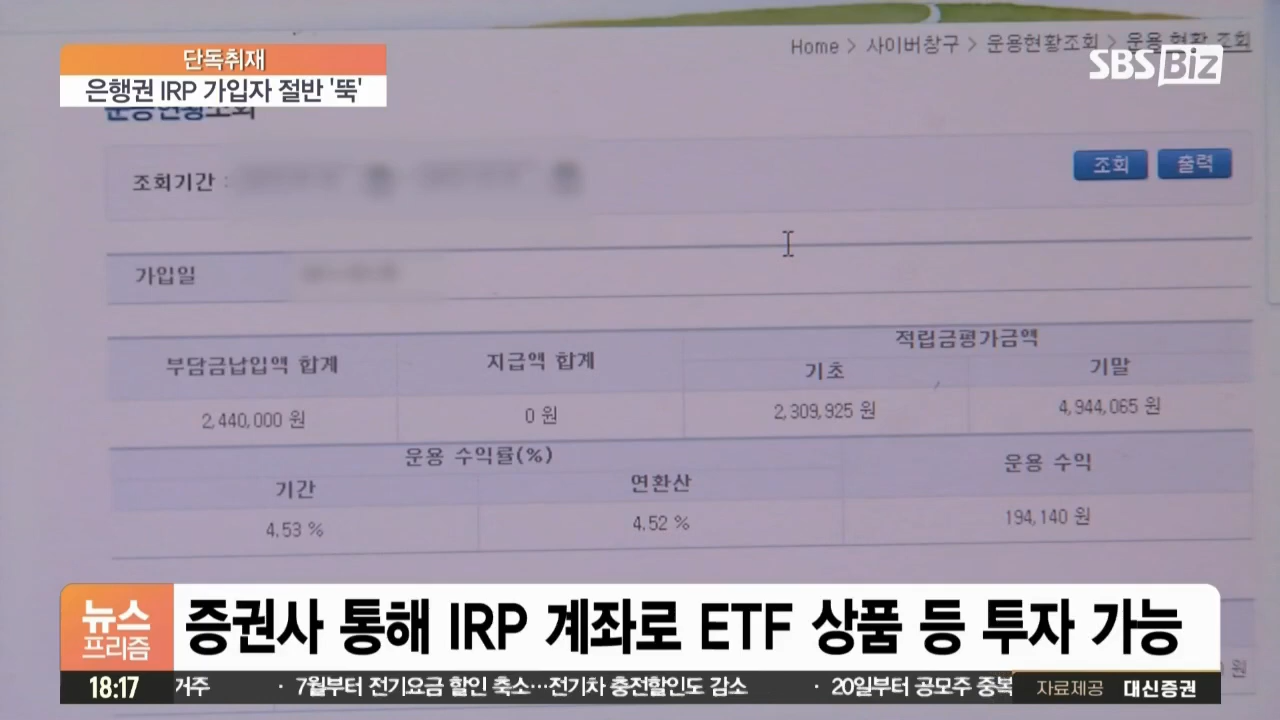 단독취재
은행권 IRP 가입자 절반 '뚝'
Home > 사이버창구 > 운용현황조회 > 운용 현황 조회
SBS Biz
운용현황조회
조회기간 :
조회 출력
가입일
부담금납입액 합계 지급액 합계 적립금평가금액
기초 기말
2,440,000 원 0 원 2,309,925 원 4,944,065 원
운용 수익률(%) 운용 수익
기간 연환산
4.53 % 4.52 % 194,140 원
뉴스
프리즘
증권사 통해 IRP 계좌로 ETF 상품 등 투자 가능
원
18:17 거주 · 7월부터 전기요금 할인 축소…전기차 충전할인도 감소 · 20일부터 공모주 중복 자료제공 대신증권